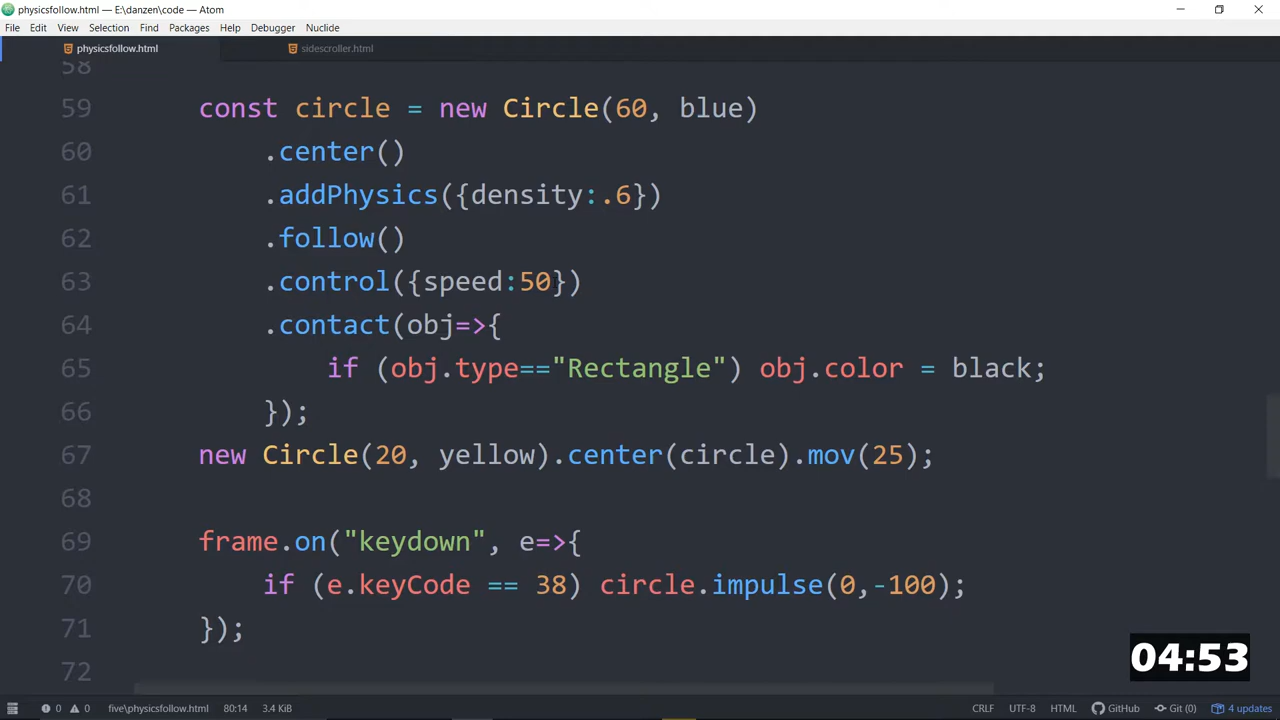 physicsfollow.html — E:\danzen\code — Atom
File Edit View Selection Find Packages Help Debugger Nuclide
physicsfollow.html sidescroller.html
58
59 const circle = new Circle(60, blue)
60 .center()
61 .addPhysics({density:.6})
62 .follow()
63 .control({speed:50})
64 .contact(obj=>{
65 if (obj.type=="Rectangle") obj.color = black;
66 });
67 new Circle(20, yellow).center(circle).mov(25);
68
69 frame.on("keydown", e=>{
70 if (e.keyCode == 38) circle.impulse(0,-100);
71 });
72
04:53
0 0 five\physicsfollow.html 80:14 3.4 KiB CRLF UTF-8 HTML GitHub Git (0) 4 updates